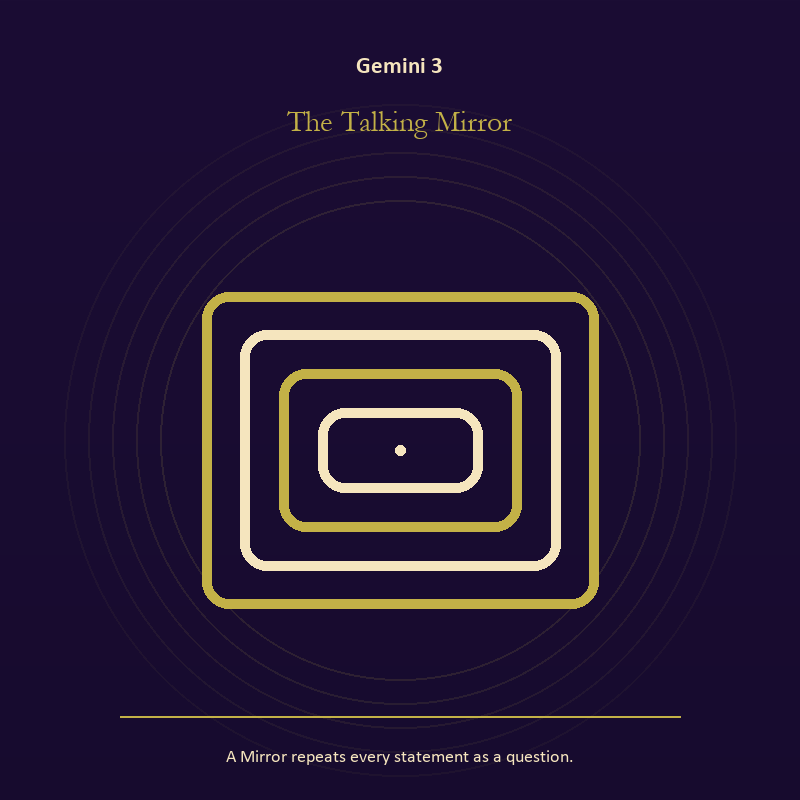 Gemini 3
The Talking Mirror
A Mirror repeats every statement as a question.